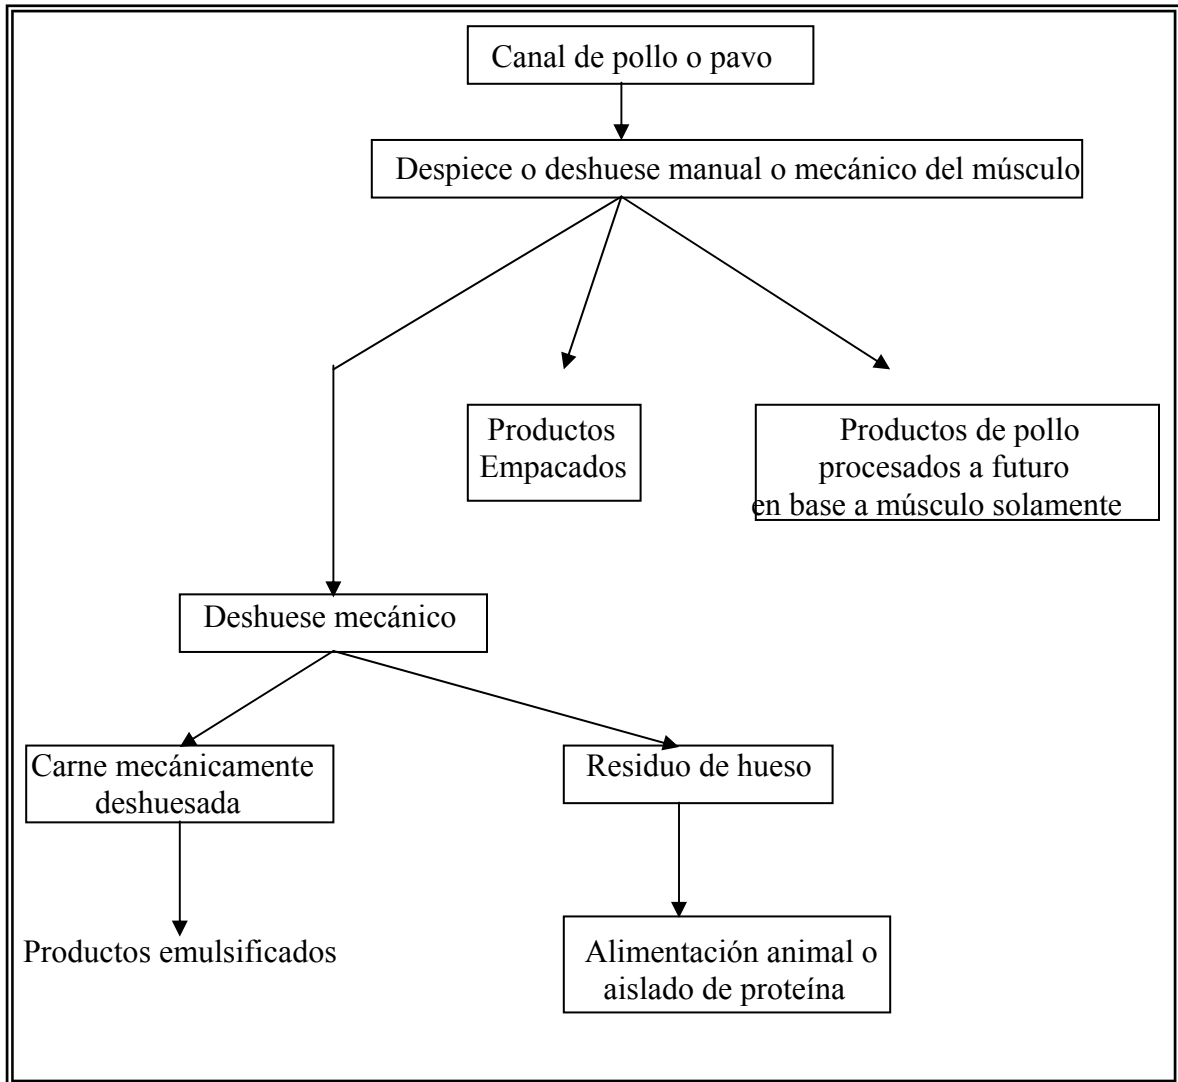 Canal de pollo o pavo
Despiece o deshuese manual o mecánico del músculo
Productos
Empacados
Productos de pollo
procesados a futuro
en base a músculo solamente
Deshuese mecánico
Carne mecánicamente
deshuesada
Residuo de hueso
Productos emulsificados
Alimentación animal o
aislado de proteína